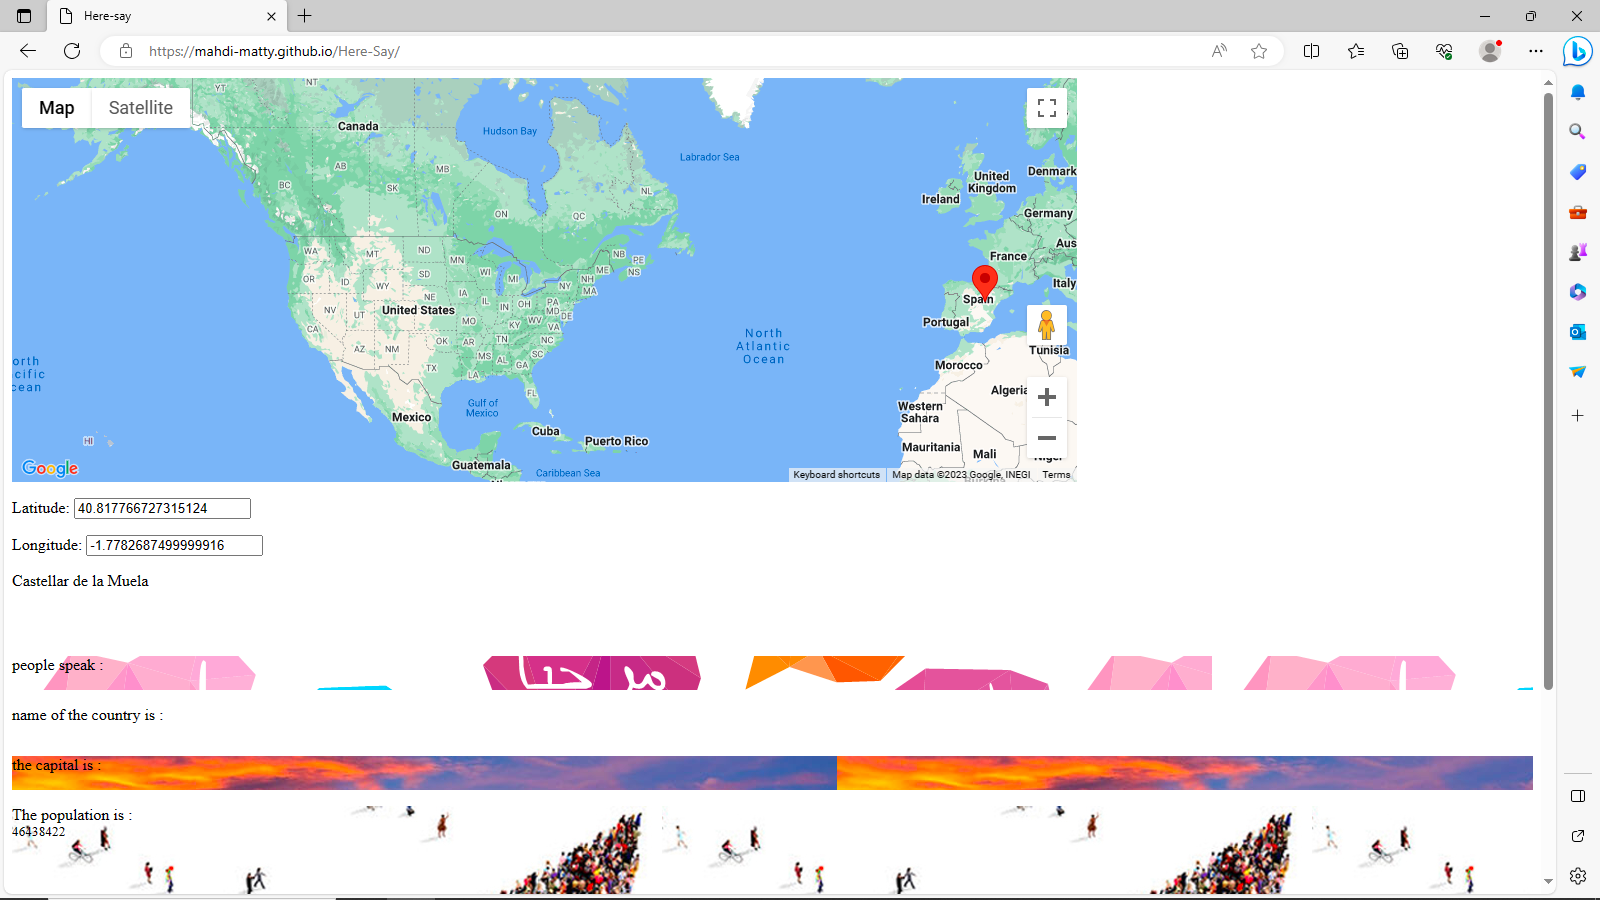 Here-say
https://mahdi-matty.github.io/Here-Say/
Map Satellite
NT
YT
Canada
Hudson Bay
Labrador Sea
AB
MB
BC
SK
NL
ON
QC
United
Kingdom
Denmark
Ireland
Germany
WA
MT
ND
MN
NB
PE
NS
France
Aus
OR
ID
SD
WI
MI
ME
WY
NY
NH
MA
Italy
NE
IA
NV
UT
United States
IL
IN
OH
PA
MD
DE
Spain
CA
MO
KY
WV
VA
Portugal
AZ
NM
OK
AR
TN
NC
SC
North
Atlantic
Ocean
Tunisia
TX
MS
AL
GA
LA
orth
cific
cean
Morocco
FL
Algeria
Gulf of
Mexico
Mexico
Western
Sahara
HI
Cuba
Puerto Rico
Mauritania
Mali
Niger
Guatemala
Caribbean Sea
Google
Keyboard shortcuts
Map data ©2023 Google, INEGI
Terms
Latitude: 40.817766727315124
Longitude: -1.7782687499999916
Castellar de la Muela
people speak :
name of the country is :
the capital is :
The population is :
46438422